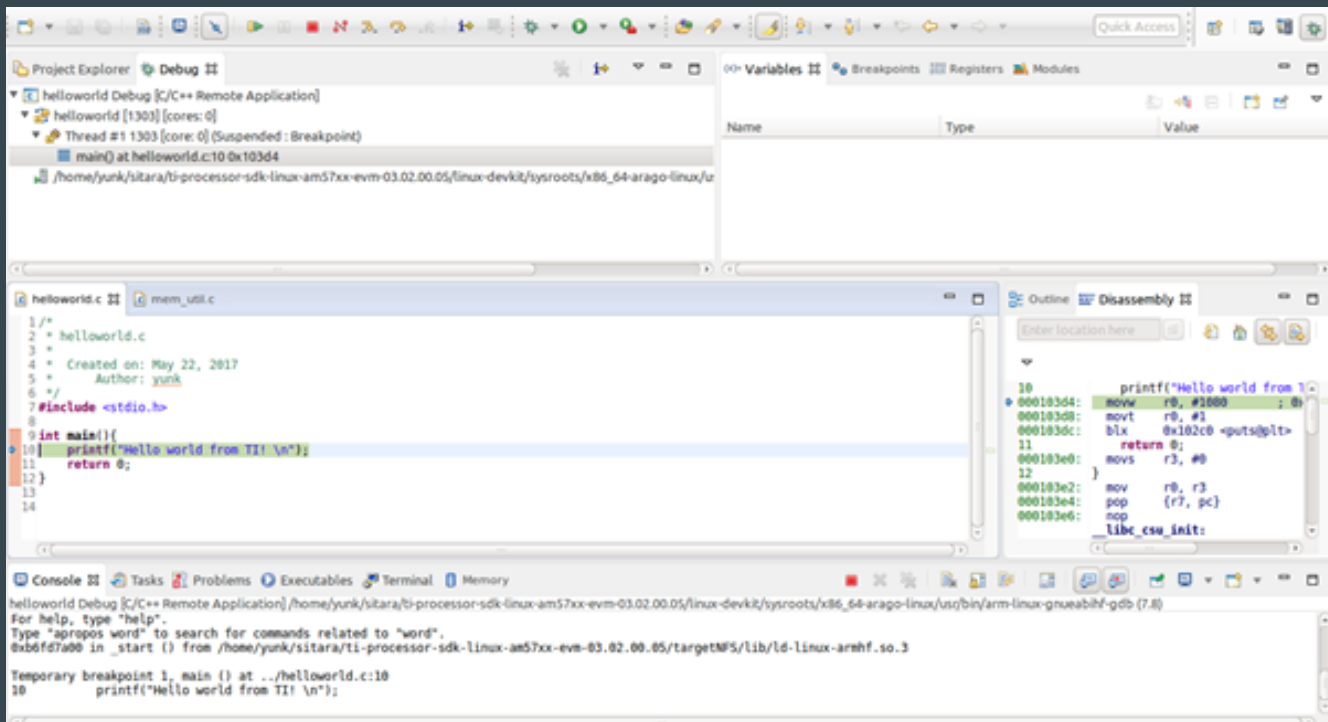 Quick Access
Project Explorer Debug
helloworld Debug [C/C++ Remote Application]
helloworld [1303] [cores: 0]
Thread #1 1303 [core: 0] (Suspended : Breakpoint)
main() at helloworld.c:10 0x103d4
/home/yunk/sitara/ti-processor-sdk-linux-am57xx-evm-03.02.00.05/linux-devkit/sysroots/x86_64-arago-linux/us
(x)= Variables Breakpoints Registers Modules
Name Type Value
helloworld.c mem_util.c
1 /*
2 * helloworld.c
3 *
4 * Created on: May 22, 2017
5 * Author: yunk
6 */
7 #include <stdio.h>
8
9 int main(){
10 printf("Hello world from TI! \n");
11 return 0;
12 }
13
14
Outline Disassembly
Enter location here
10 printf("Hello world from T
000103d4: movw r0, #1080 ; 0x
000103d8: movt r0, #1
000103dc: blx 0x102c0 <puts@plt>
11 return 0;
000103e0: movs r3, #0
12 }
000103e2: mov r0, r3
000103e4: pop {r7, pc}
000103e6: nop
__libc_csu_init:
Console Tasks Problems Executables Terminal Memory
helloworld Debug [C/C++ Remote Application] /home/yunk/sitara/ti-processor-sdk-linux-am57xx-evm-03.02.00.05/linux-devkit/sysroots/x86_64-arago-linux/usr/bin/arm-linux-gnueabihf-gdb (7.8)
For help, type "help".
Type "apropos word" to search for commands related to "word".
0xb6fd7a00 in _start () from /home/yunk/sitara/ti-processor-sdk-linux-am57xx-evm-03.02.00.05/targetNFS/lib/ld-linux-armhf.so.3
Temporary breakpoint 1, main () at ../helloworld.c:10
10 printf("Hello world from TI! \n");